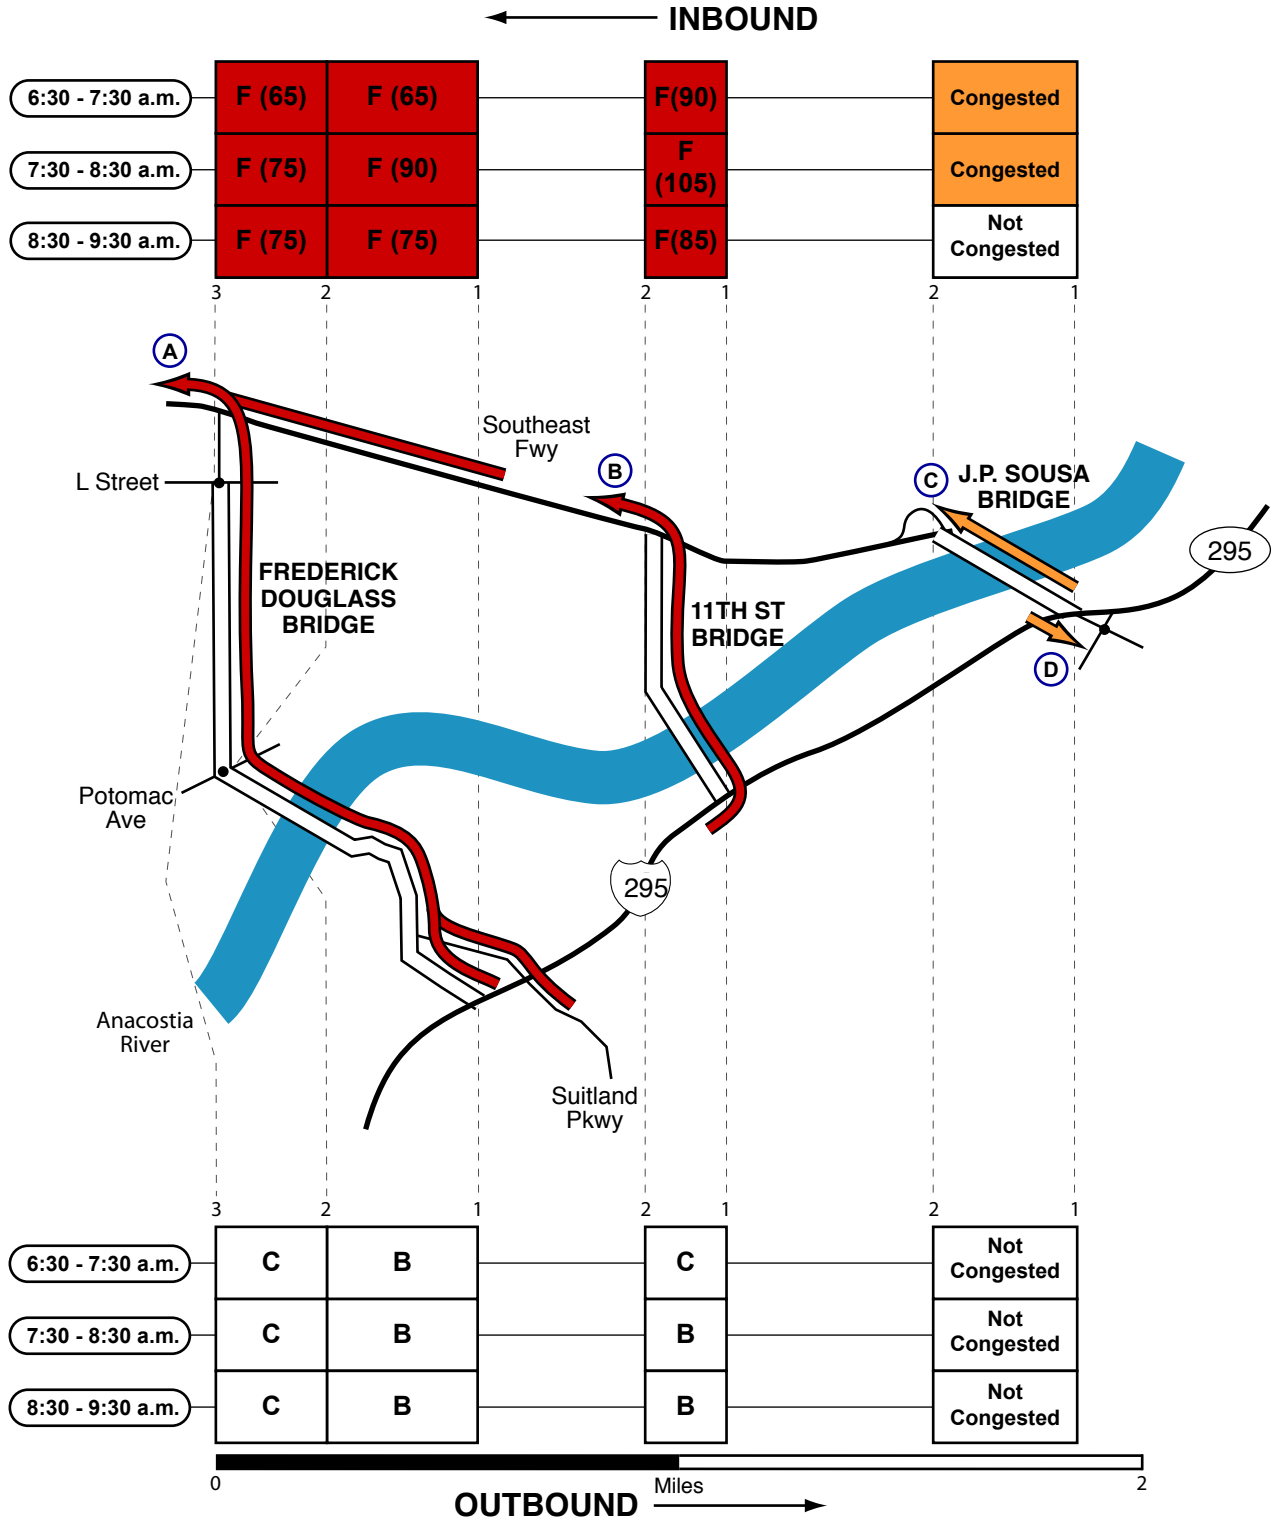 INBOUND
6:30 - 7:30 a.m.
F (65)
F (65)
F(90)
Congested
7:30 - 8:30 a.m.
F (75)
F (90)
F
(105)
Congested
8:30 - 9:30 a.m.
F (75)
F (75)
F(85)
Not
Congested
3
2
1
2
1
2
1
A
Southeast
Fwy
B
C
J.P. SOUSA
BRIDGE
L Street
295
FREDERICK
DOUGLASS
BRIDGE
11TH ST
BRIDGE
D
Potomac
Ave
295
Anacostia
River
Suitland
Pkwy
3
2
1
2
1
2
1
6:30 - 7:30 a.m.
C
B
C
Not
Congested
7:30 - 8:30 a.m.
C
B
B
Not
Congested
8:30 - 9:30 a.m.
C
B
B
Not
Congested
0
Miles
2
OUTBOUND